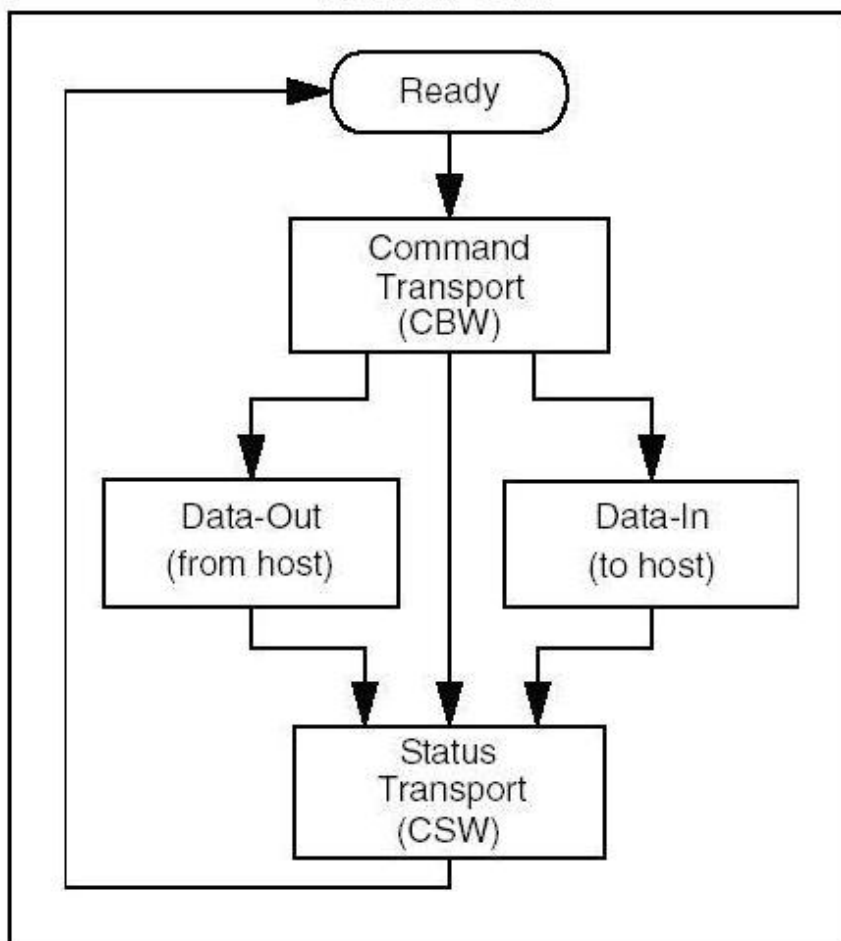 Ready
Command
Transport
(CBW)
Data-Out
(from host)
Data-In
(to host)
Status
Transport
(CSW)